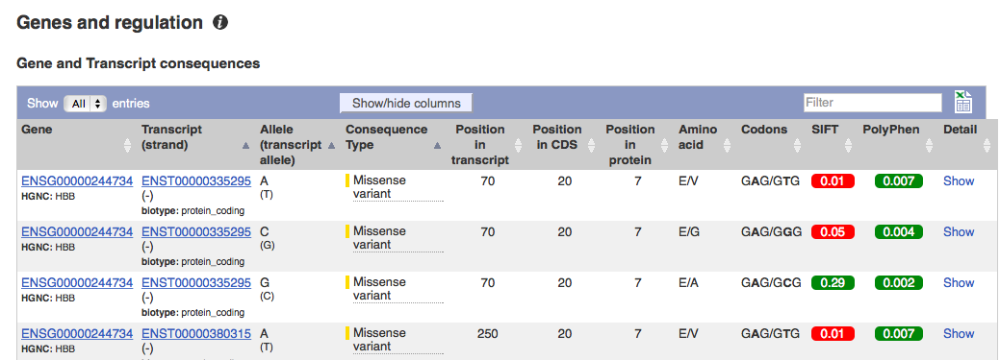 Genes and regulation i
Gene and Transcript consequences
Show All entries Show/hide columns Filter
Gene Transcript (strand) Allele (transcript allele) Consequence Type Position in transcript Position in CDS Position in protein Amino acid Codons SIFT PolyPhen Detail
ENSG00000244734 ENST00000335295 A Missense variant 70 20 7 E/V GAG/GTG 0.01 0.007 Show
HGNC: HBB (-) (T)
biotype: protein_coding
ENSG00000244734 ENST00000335295 C Missense variant 70 20 7 E/G GAG/GGG 0.05 0.004 Show
HGNC: HBB (-) (G)
biotype: protein_coding
ENSG00000244734 ENST00000335295 G Missense variant 70 20 7 E/A GAG/GCG 0.29 0.002 Show
HGNC: HBB (-) (C)
biotype: protein_coding
ENSG00000244734 ENST00000380315 A Missense variant 250 20 7 E/V GAG/GTG 0.01 0.007 Show
HGNC: HBB (-) (T)